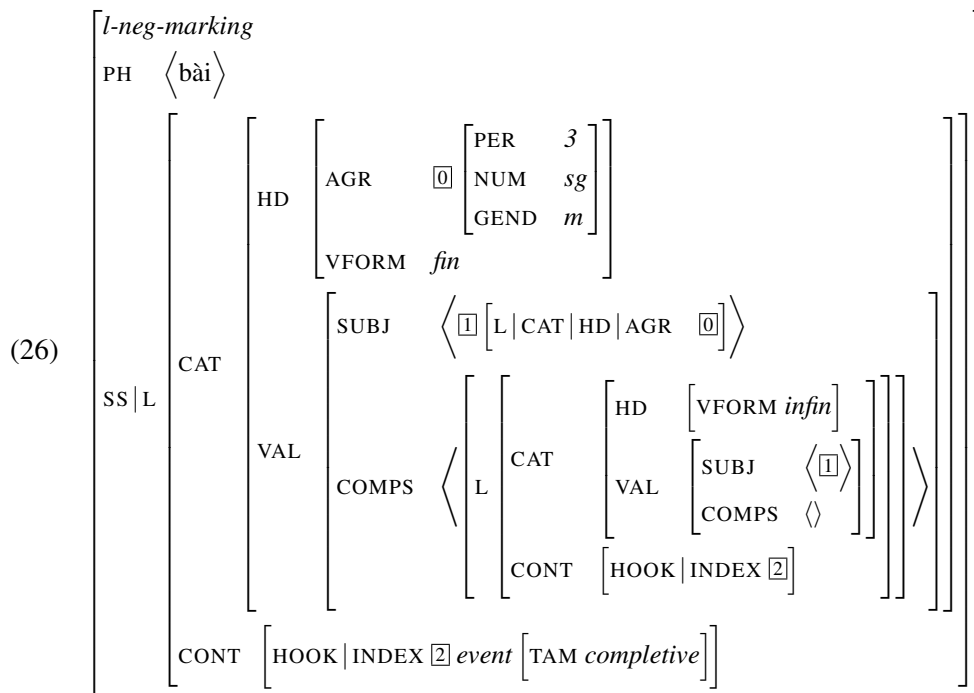 l-neg-marking
PH ⟨bài⟩
PER 3
AGR 0 NUM sg
HD GEND m
VFORM fin
SUBJ ⟨ 1 [L|CAT|HD|AGR 0] ⟩
(26) SS|L CAT
HD [VFORM infin]
CAT
VAL SUBJ ⟨ 1 ⟩
VAL COMPS ⟨ L COMPS ⟨⟩ ⟩
CONT [HOOK|INDEX 2]
CONT [HOOK|INDEX 2 event [TAM completive]]